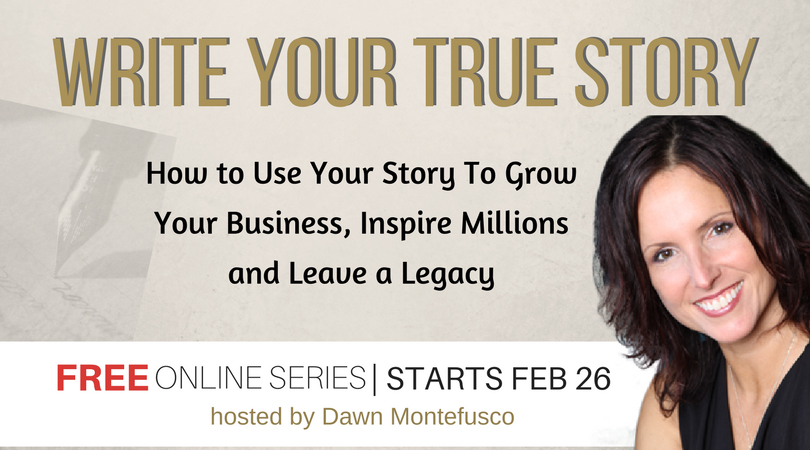 WRITE YOUR TRUE STORY
How to Use Your Story To Grow
Your Business, Inspire Millions
and Leave a Legacy
FREE ONLINE SERIES| STARTS FEB 26
hosted by Dawn Montefusco